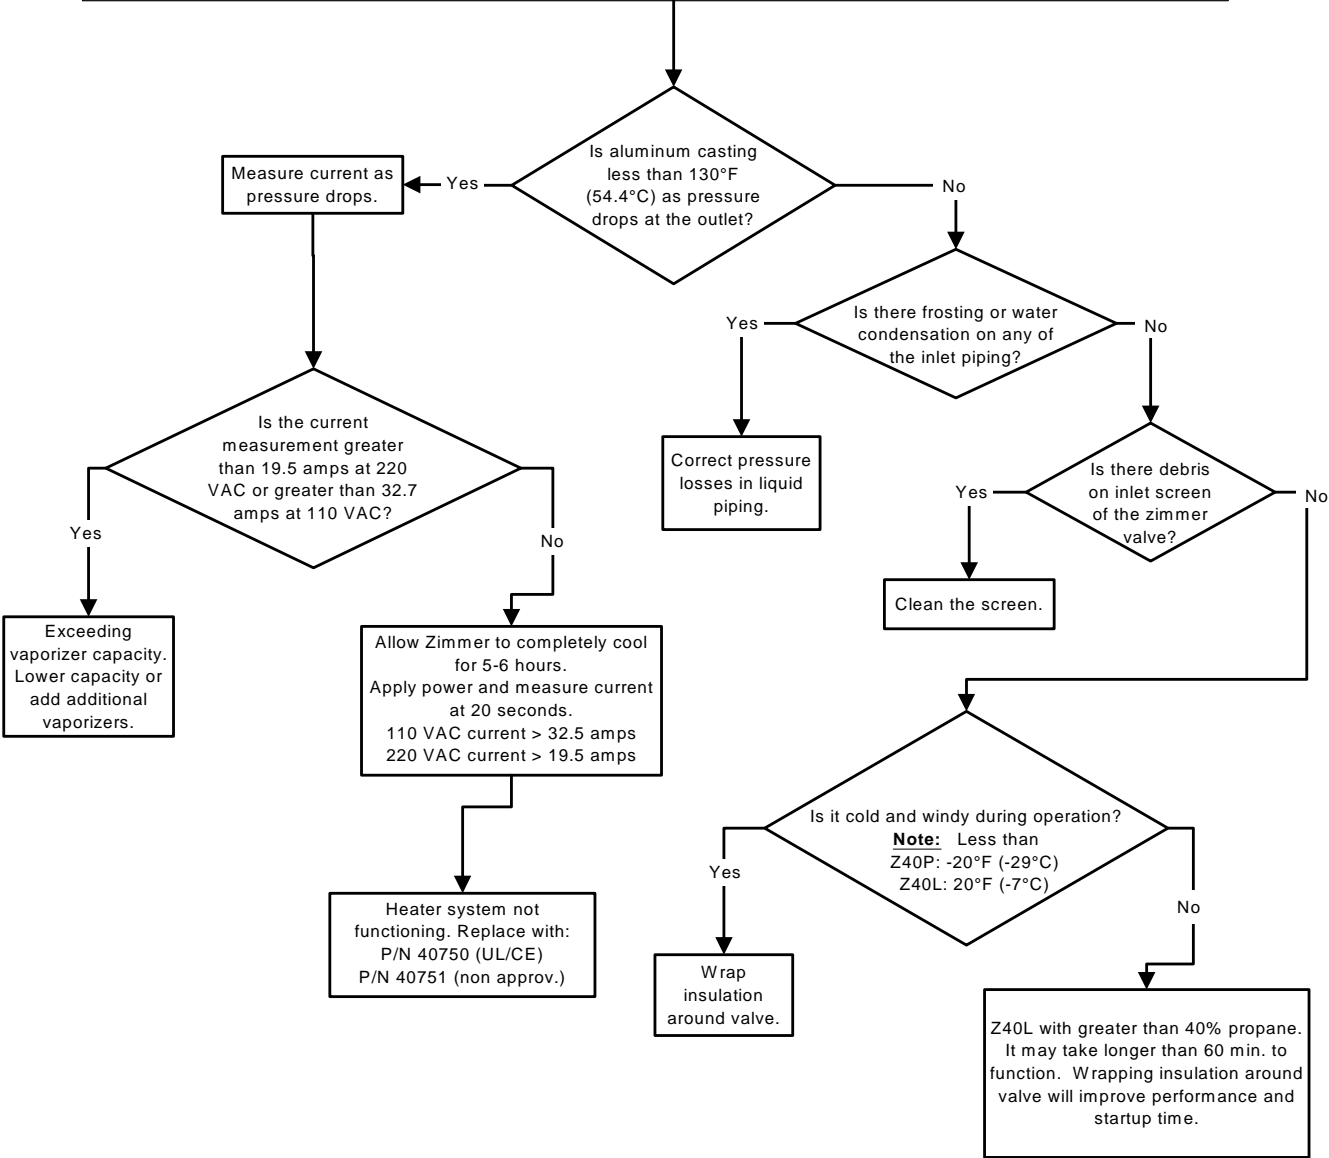 Is aluminum casting
less than 130°F
(54.4°C) as pressure
drops at the outlet?
Yes
No
Measure current as
pressure drops.
Is the current
measurement greater
than 19.5 amps at 220
VAC or greater than 32.7
amps at 110 VAC?
Yes
No
Exceeding
vaporizer capacity.
Lower capacity or
add additional
vaporizers.
Allow Zimmer to completely cool
for 5-6 hours.
Apply power and measure current
at 20 seconds.
110 VAC current > 32.5 amps
220 VAC current > 19.5 amps
Heater system not
functioning. Replace with:
P/N 40750 (UL/CE)
P/N 40751 (non approv.)
Is there frosting or water
condensation on any of
the inlet piping?
Yes
No
Correct pressure
losses in liquid
piping.
Is there debris
on inlet screen
of the zimmer
valve?
Yes
No
Clean the screen.
Is it cold and windy during operation?
Note: Less than
Z40P: -20°F (-29°C)
Z40L: 20°F (-7°C)
Yes
No
Wrap
insulation
around valve.
Z40L with greater than 40% propane.
It may take longer than 60 min. to
function. Wrapping insulation around
valve will improve performance and
startup time.